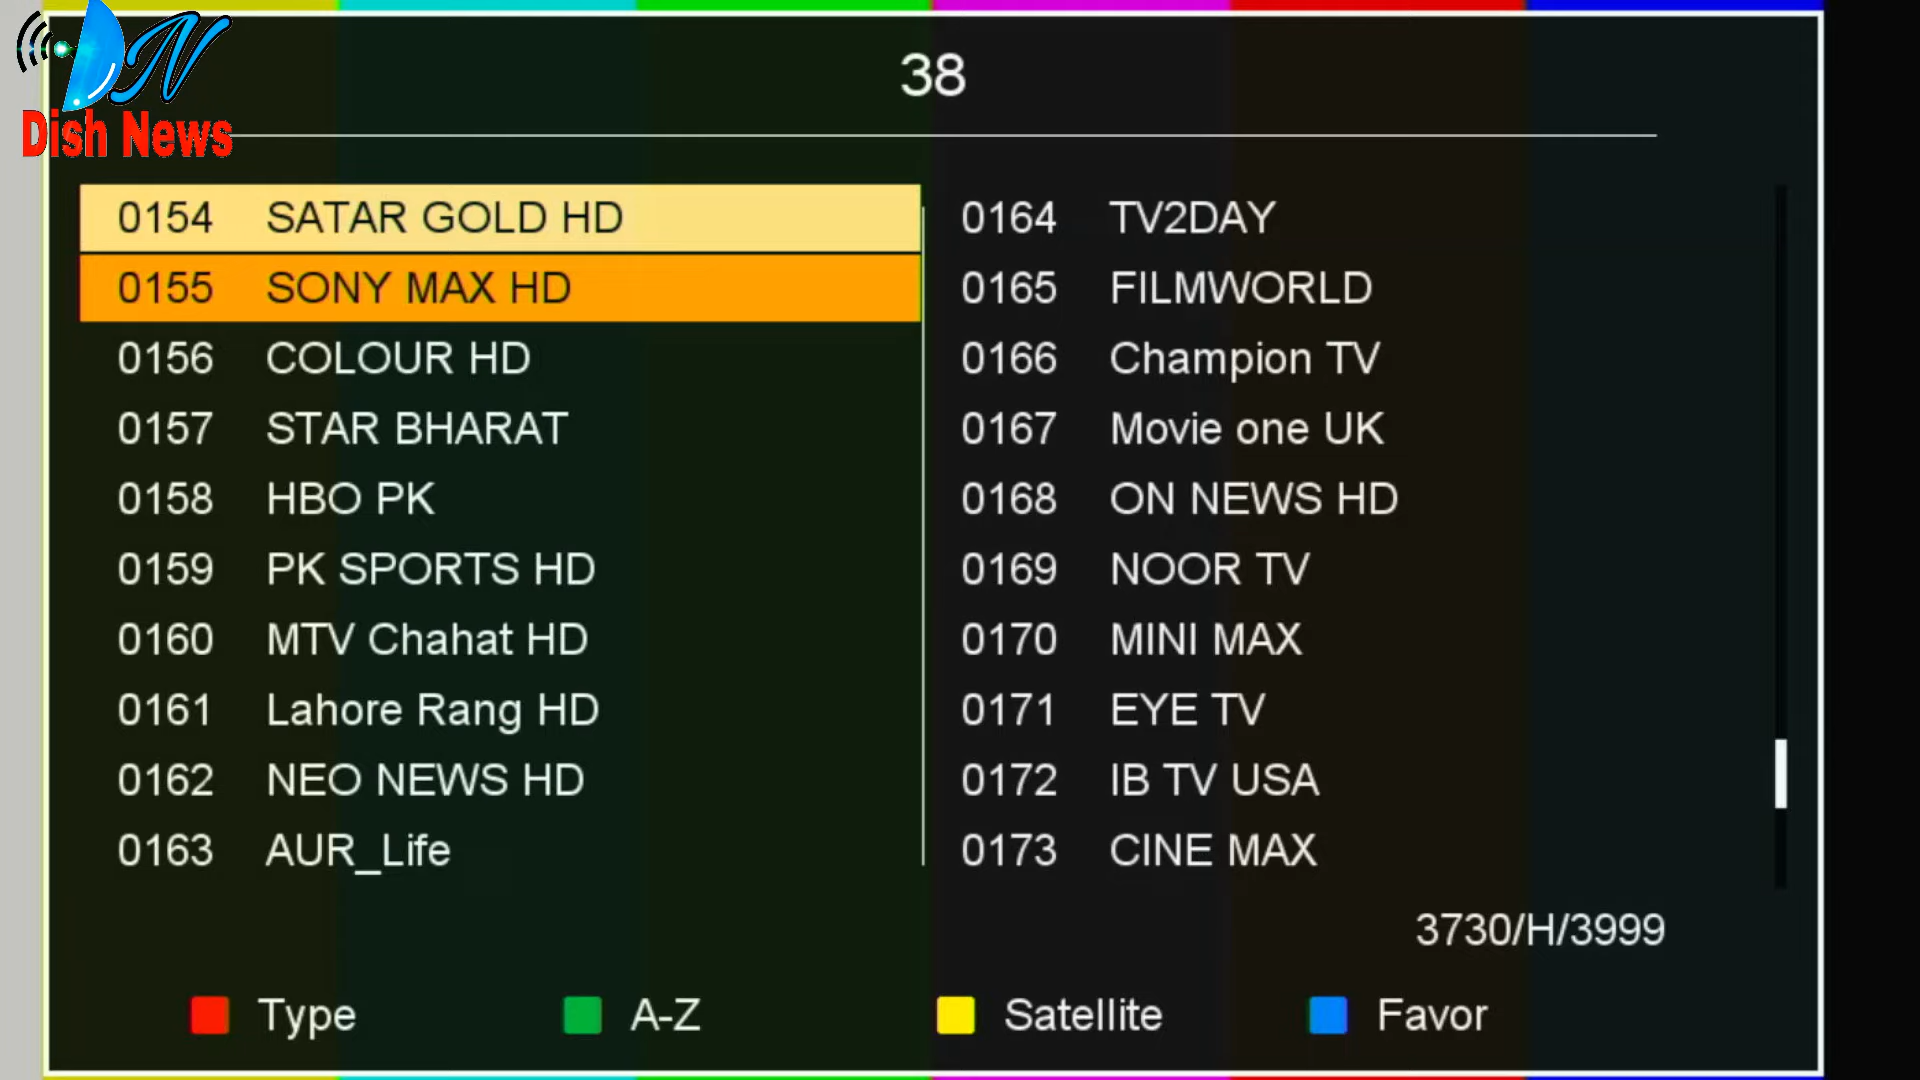 DN
Dish News
38
0154 SATAR GOLD HD
0155 SONY MAX HD
0156 COLOUR HD
0157 STAR BHARAT
0158 HBO PK
0159 PK SPORTS HD
0160 MTV Chahat HD
0161 Lahore Rang HD
0162 NEO NEWS HD
0163 AUR_Life
0164 TV2DAY
0165 FILMWORLD
0166 Champion TV
0167 Movie one UK
0168 ON NEWS HD
0169 NOOR TV
0170 MINI MAX
0171 EYE TV
0172 IB TV USA
0173 CINE MAX
3730/H/3999
Type A-Z Satellite Favor